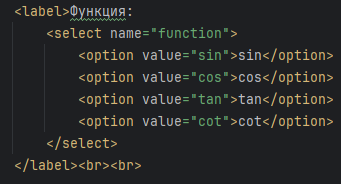 <label>Функция:
<select name="function">
<option value="sin">sin</option>
<option value="cos">cos</option>
<option value="tan">tan</option>
<option value="cot">cot</option>
</select>
</label><br><br>